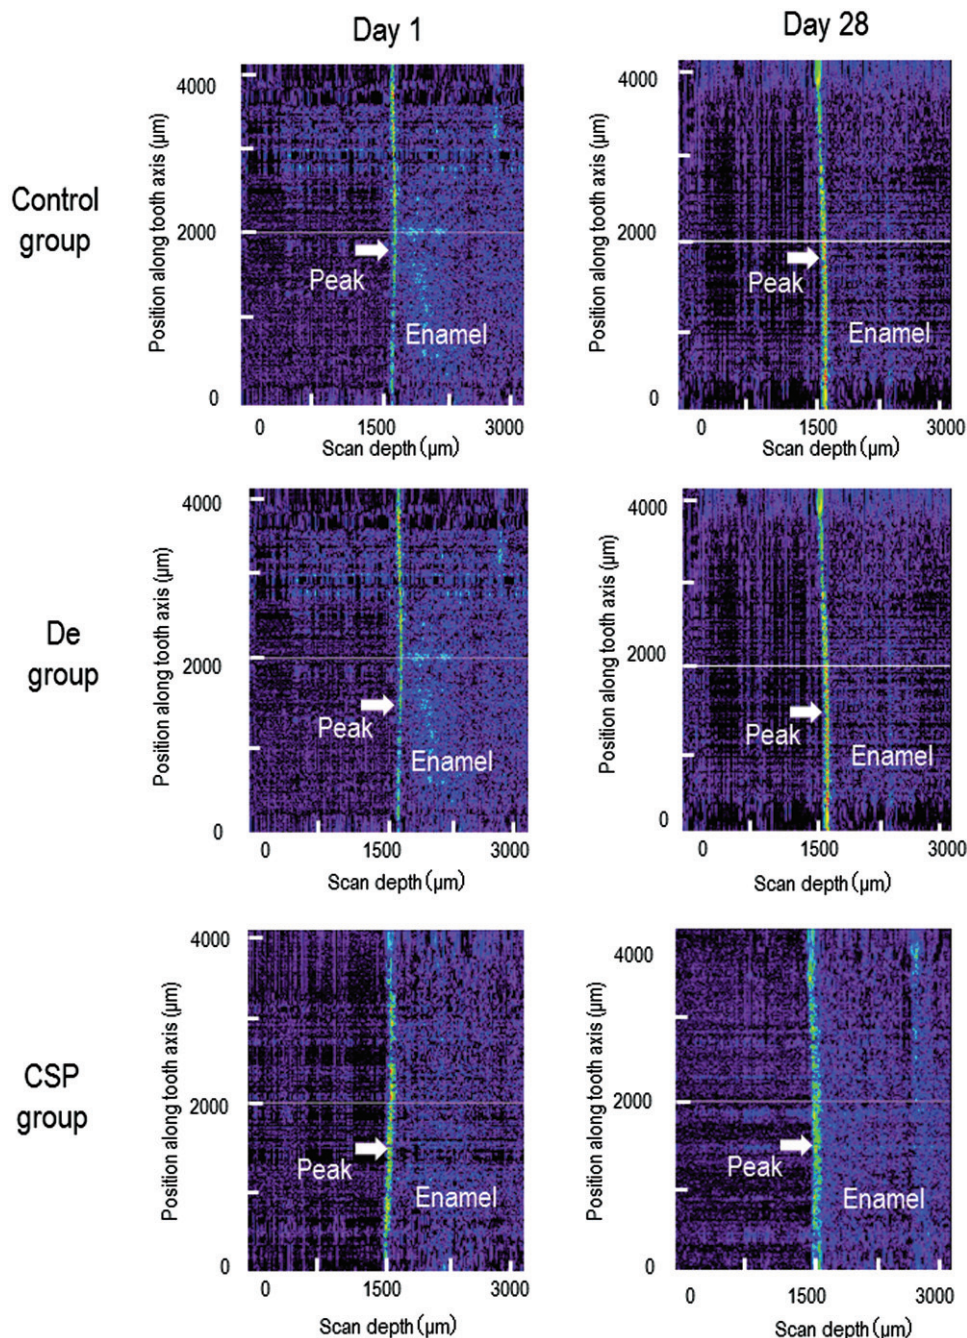 Day 1
Day 28
Control
group
Position along tooth axis (µm)
4000
2000
0
Peak
Enamel
0
1500
3000
Scan depth (µm)
Position along tooth axis (µm)
4000
2000
0
Peak
Enamel
0
1500
3000
Scan depth (µm)
De
group
Position along tooth axis (µm)
4000
2000
0
Peak
Enamel
0
1500
3000
Scan depth (µm)
Position along tooth axis (µm)
4000
2000
0
Peak
Enamel
0
1500
3000
Scan depth (µm)
CSP
group
Position along tooth axis (µm)
4000
2000
0
Peak
Enamel
0
1500
3000
Scan depth (µm)
Position along tooth axis (µm)
4000
2000
0
Peak
Enamel
0
1500
3000
Scan depth (µm)